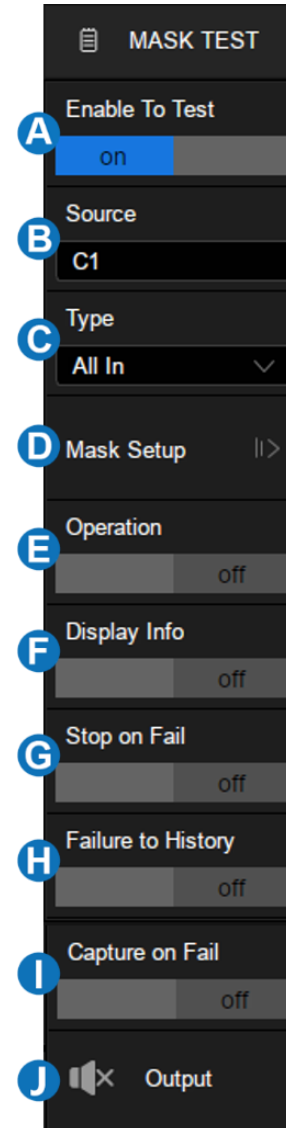 MASK TEST
A
Enable To Test
on
B
Source
C1
C
Type
All In
D
Mask Setup
E
Operation
off
F
Display Info
off
G
Stop on Fail
off
H
Failure to History
off
I
Capture on Fail
off
J
Output